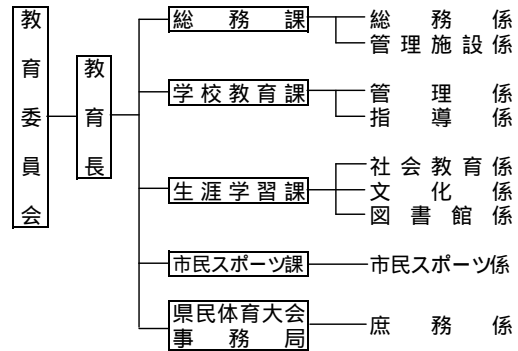 教育委員会
教育長
総務課
総務係
管理施設係
学校教育課
管理係
指導係
生涯学習課
社会教育係
文化係
図書館係
市民スポーツ課
市民スポーツ係
県民体育大会
事務局
庶務係